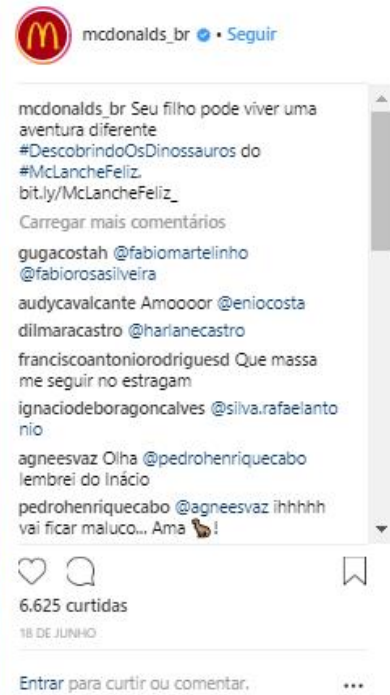 mcdonalds_br • Seguir
mcdonalds_br Seu filho pode viver uma
aventura diferente
#DescobrindoOsDinossauros do
#McLancheFeliz.
bit.ly/McLancheFeliz_
Carregar mais comentários
gugacostah @fabiomartelinho
@fabiorosasilveira
audycavalcante Amoooor @eniocosta
dilmaracastro @harlanecastro
franciscoantoniorodriguesd Que massa
me seguir no estragam
ignaciodeboragoncalves @silva.rafaelanto
nio
agneesvaz Olha @pedrohenriquecabo
lembrei do Inácio
pedrohenriquecabo @agneesvaz ihhhhh
vai ficar maluco... Ama 🦕!
6.625 curtidas
18 DE JUNHO
Entrar para curtir ou comentar.